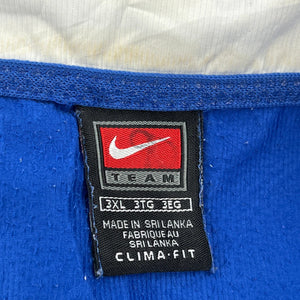 TEAM
3XL 3TG 3EG
MADE IN SRI LANKA
FABRIQUE AU
SRI LANKA
CLIMA-FIT